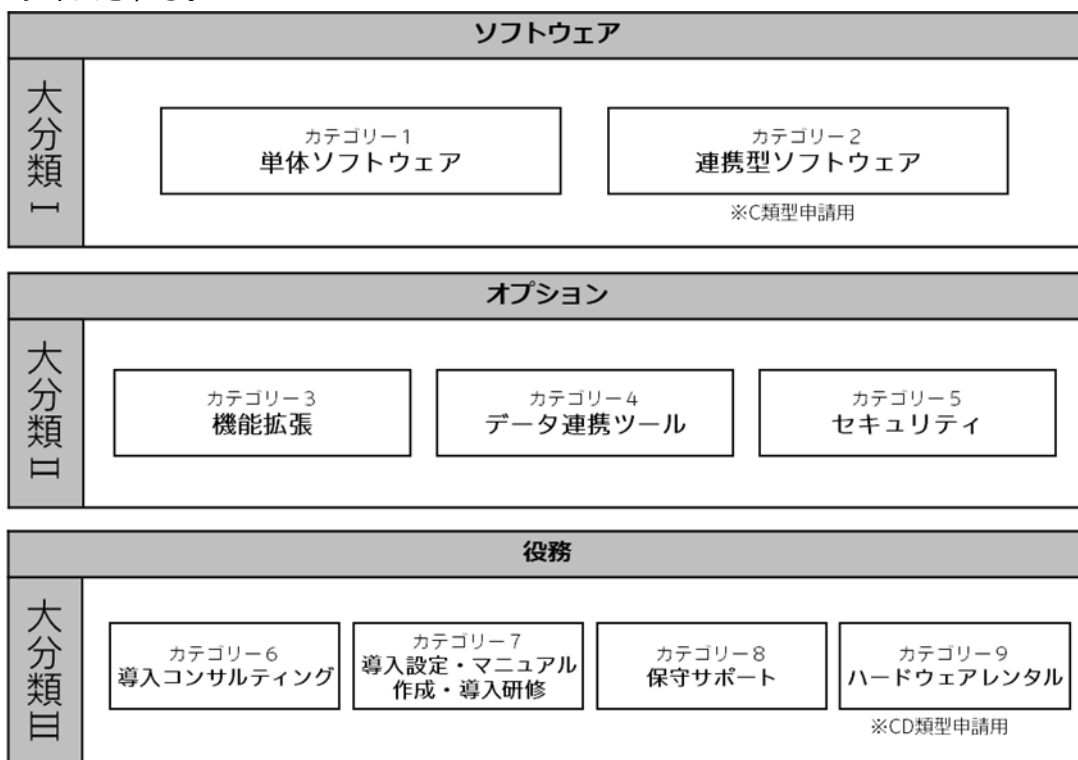 ソフトウェア
大分類Ⅰ
カテゴリー1
単体ソフトウェア
カテゴリー2
連携型ソフトウェア
※C類型申請用
オプション
大分類Ⅱ
カテゴリー3
機能拡張
カテゴリー4
データ連携ツール
カテゴリー5
セキュリティ
役務
大分類Ⅲ
カテゴリー6
導入コンサルティング
カテゴリー7
導入設定・マニュアル
作成・導入研修
カテゴリー8
保守サポート
カテゴリー9
ハードウェアレンタル
※CD類型申請用